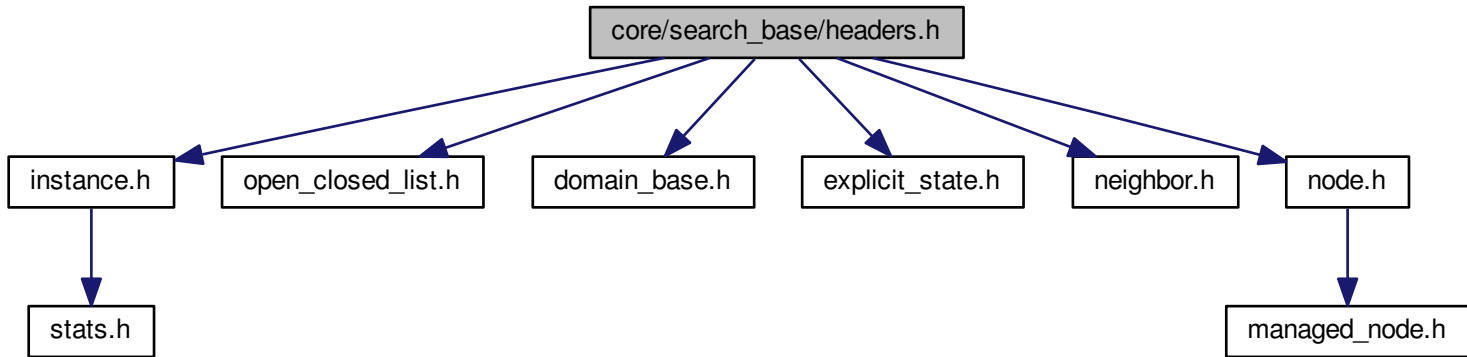 core/search_base/headers.h
instance.h
open_closed_list.h
domain_base.h
explicit_state.h
neighbor.h
node.h
stats.h
managed_node.h